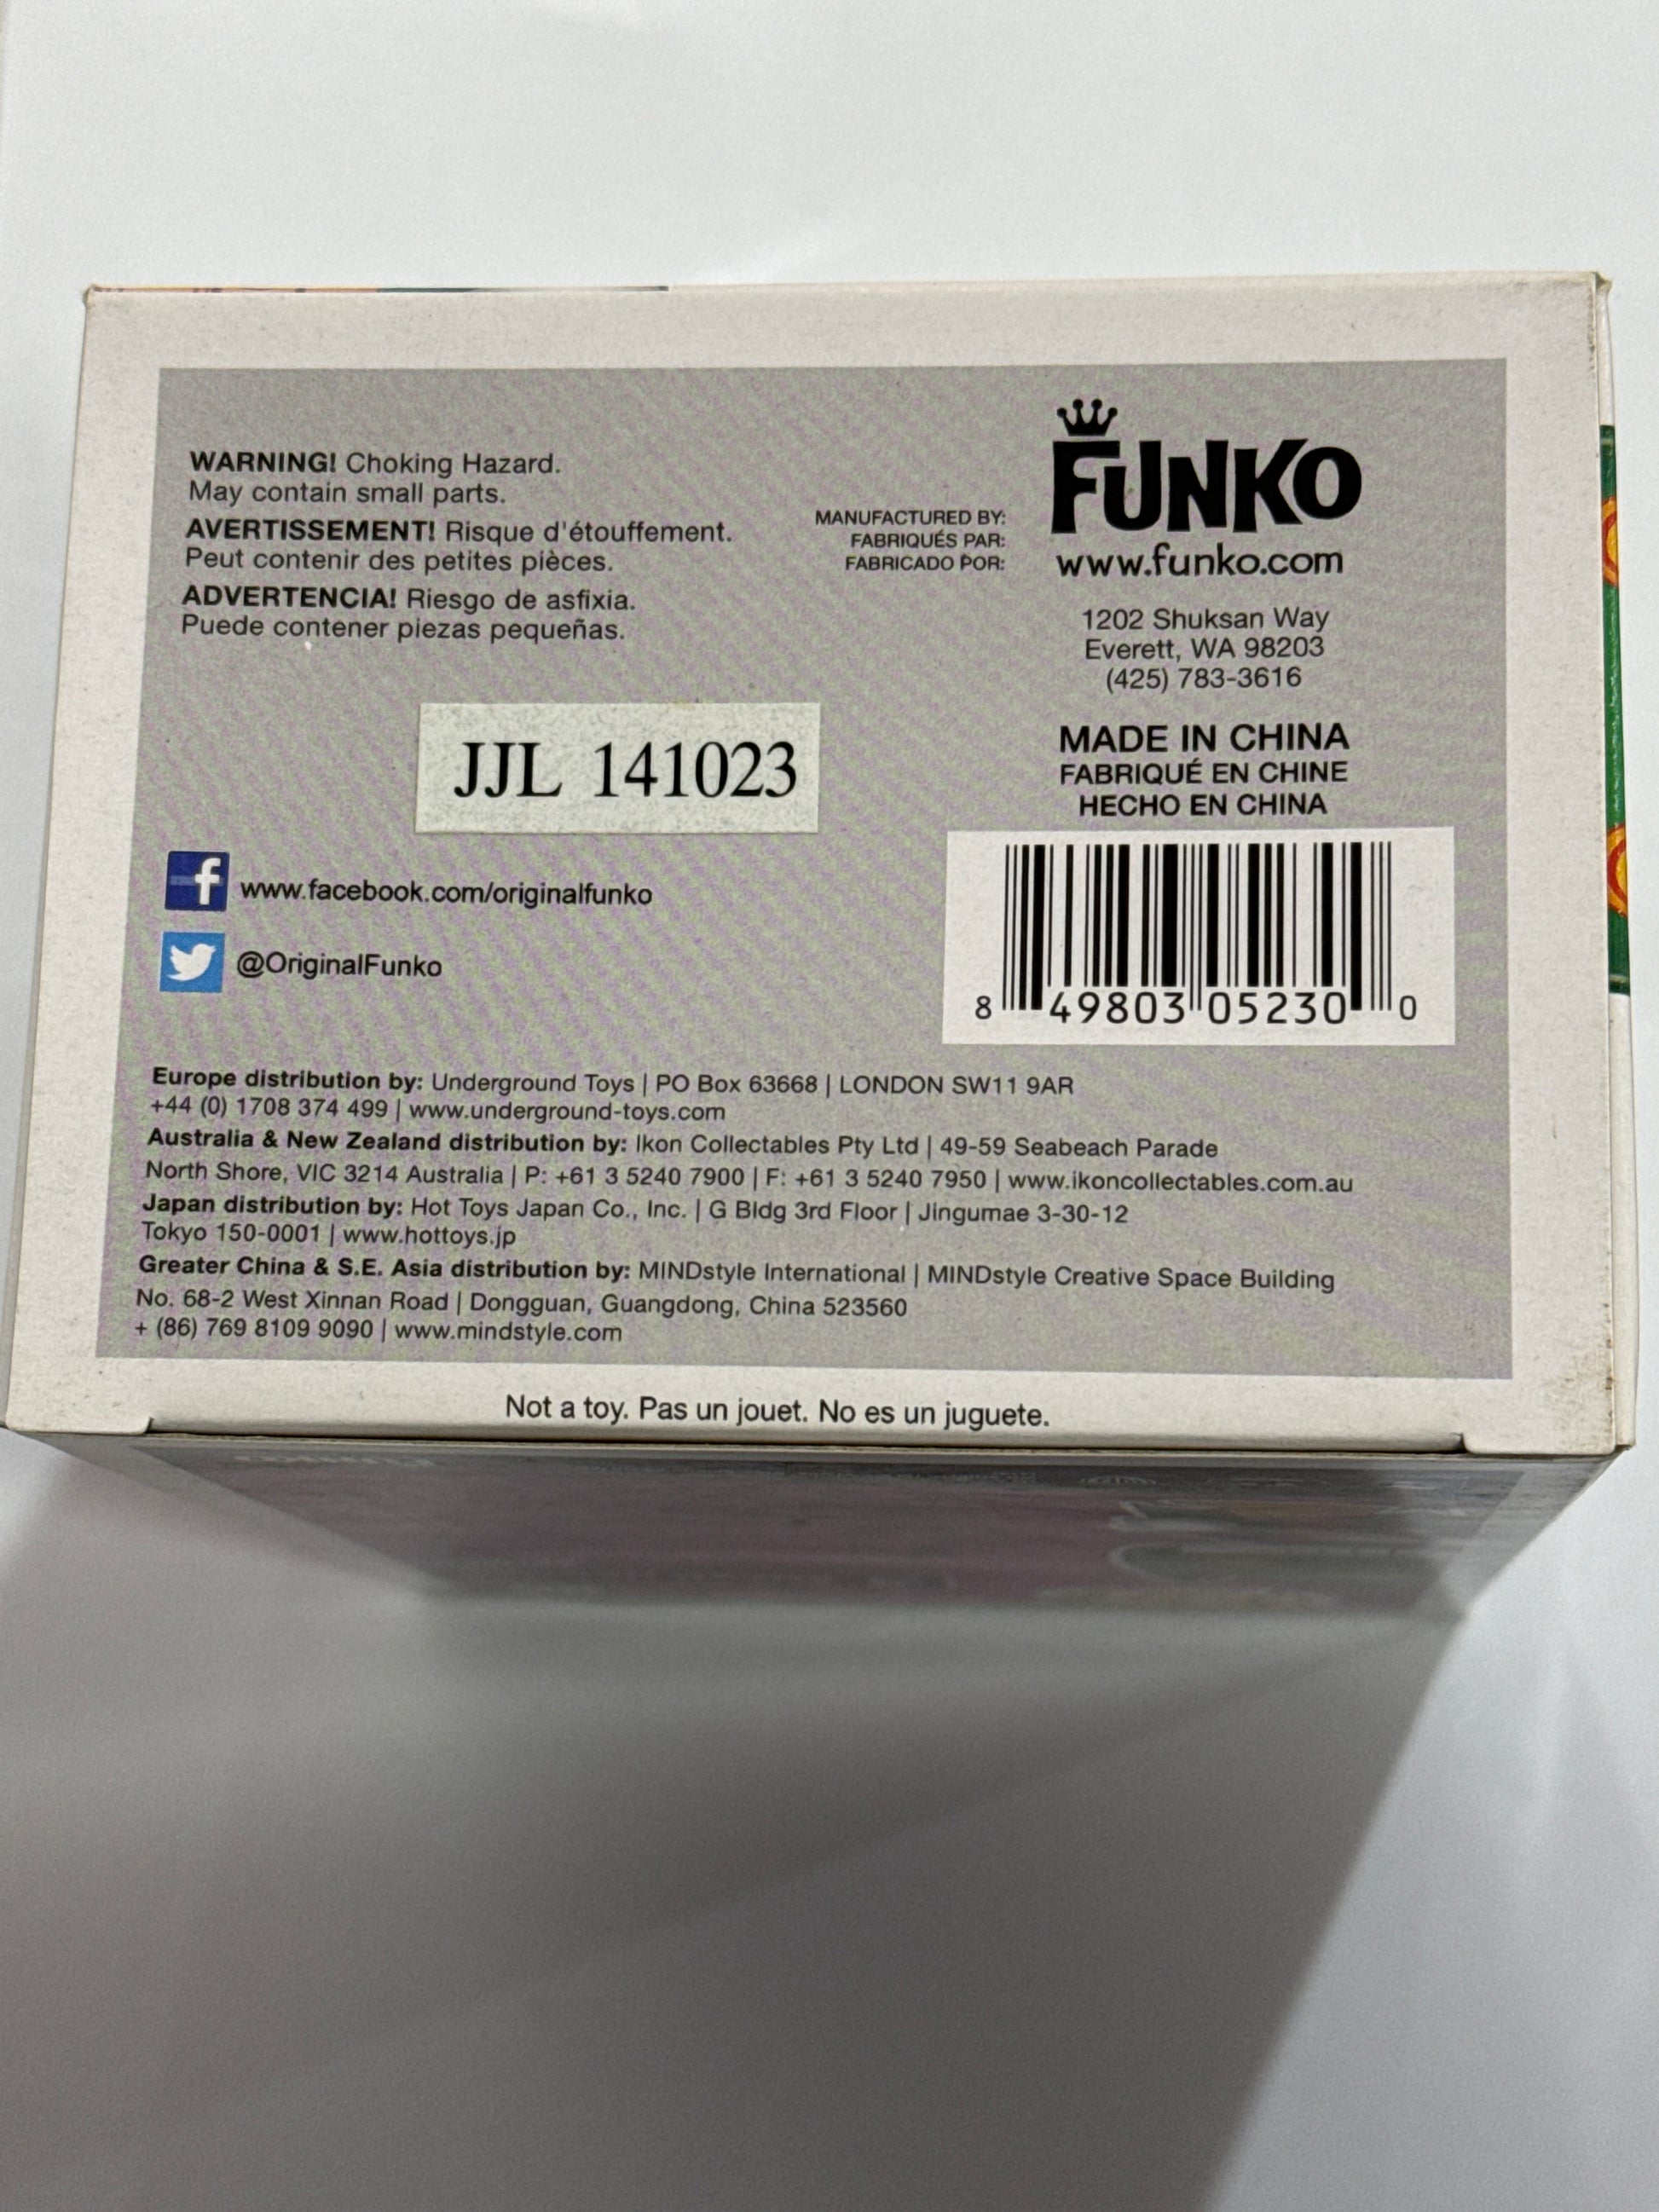 WARNING! Choking Hazard.
May contain small parts.
AVERTISSEMENT! Risque d'étouffement.
Peut contenir des petites pièces.
ADVERTENCIA! Riesgo de asfixia.
Puede contener piezas pequeñas.
MANUFACTURED BY:
FABRIQUÉS PAR:
FABRICADO POR:
FUNKO
www.funko.com
1202 Shuksan Way
Everett, WA 98203
(425) 783-3616
JJL 141023
MADE IN CHINA
FABRIQUÉ EN CHINE
HECHO EN CHINA
f www.facebook.com/originalfunko
@OriginalFunko
8 49803 05230 0
Europe distribution by: Underground Toys | PO Box 63668 | LONDON SW11 9AR
+44 (0) 1708 374 499 | www.underground-toys.com
Australia & New Zealand distribution by: Ikon Collectables Pty Ltd | 49-59 Seabeach Parade
North Shore, VIC 3214 Australia | P: +61 3 5240 7900 | F: +61 3 5240 7950 | www.ikoncollectables.com.au
Japan distribution by: Hot Toys Japan Co., Inc. | G Bldg 3rd Floor | Jingumae 3-30-12
Tokyo 150-0001 | www.hottoys.jp
Greater China & S.E. Asia distribution by: MINDstyle International | MINDstyle Creative Space Building
No. 68-2 West Xinnan Road | Dongguan, Guangdong, China 523560
+ (86) 769 8109 9090 | www.mindstyle.com
Not a toy. Pas un jouet. No es un juguete.